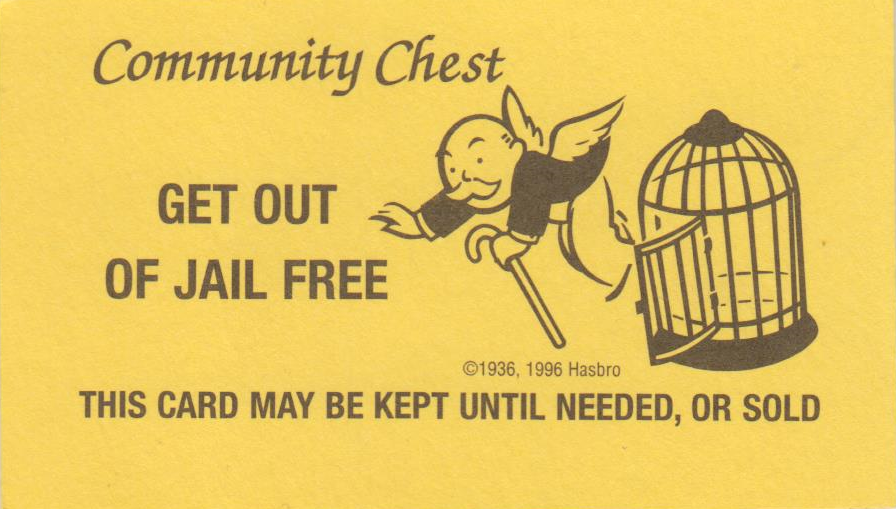 Community Chest
GET OUT
OF JAIL FREE
©1936, 1996 Hasbro
THIS CARD MAY BE KEPT UNTIL NEEDED, OR SOLD